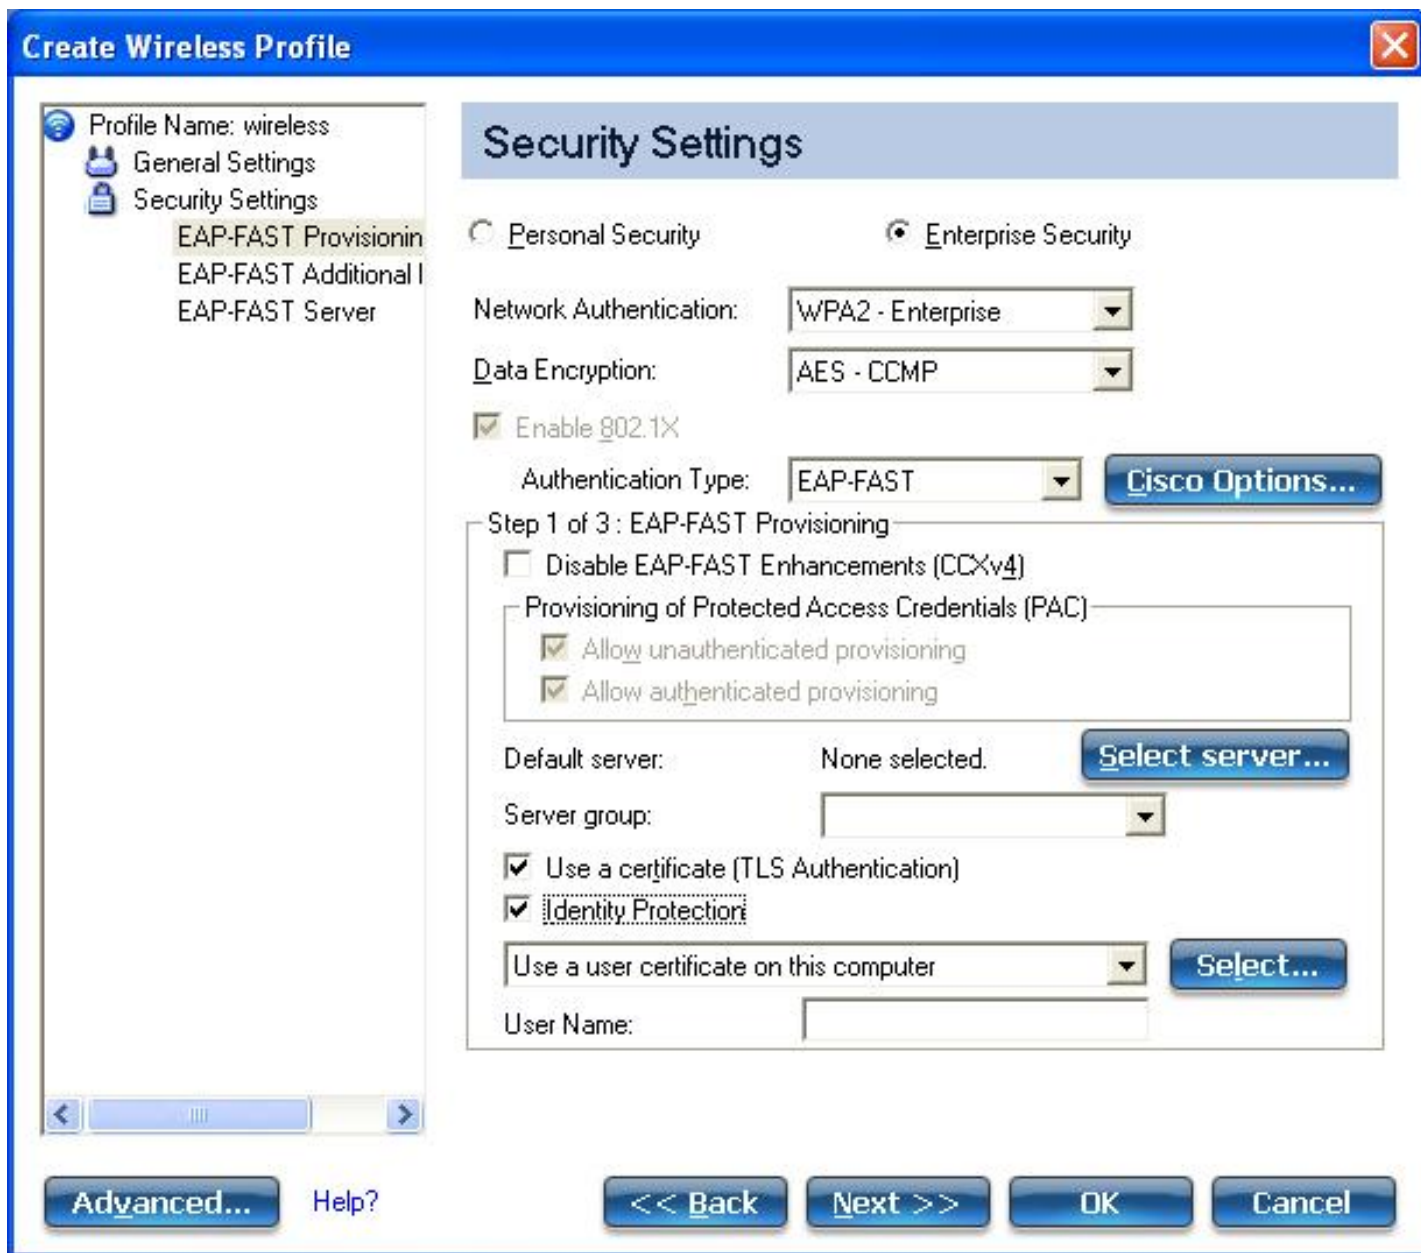 Create Wireless Profile
Profile Name: wireless
General Settings
Security Settings
EAP-FAST Provisionin
EAP-FAST Additional I
EAP-FAST Server
Security Settings
Personal Security
Enterprise Security
Network Authentication:
WPA2 - Enterprise
Data Encryption:
AES - CCMP
Enable 802.1X
Authentication Type:
EAP-FAST
Cisco Options...
Step 1 of 3 : EAP-FAST Provisioning
Disable EAP-FAST Enhancements (CCXv4)
Provisioning of Protected Access Credentials (PAC)
Allow unauthenticated provisioning
Allow authenticated provisioning
Default server:
None selected.
Select server...
Server group:
Use a certificate (TLS Authentication)
Identity Protection
Use a user certificate on this computer
Select...
User Name:
Advanced...
Help?
<< Back
Next >>
OK
Cancel